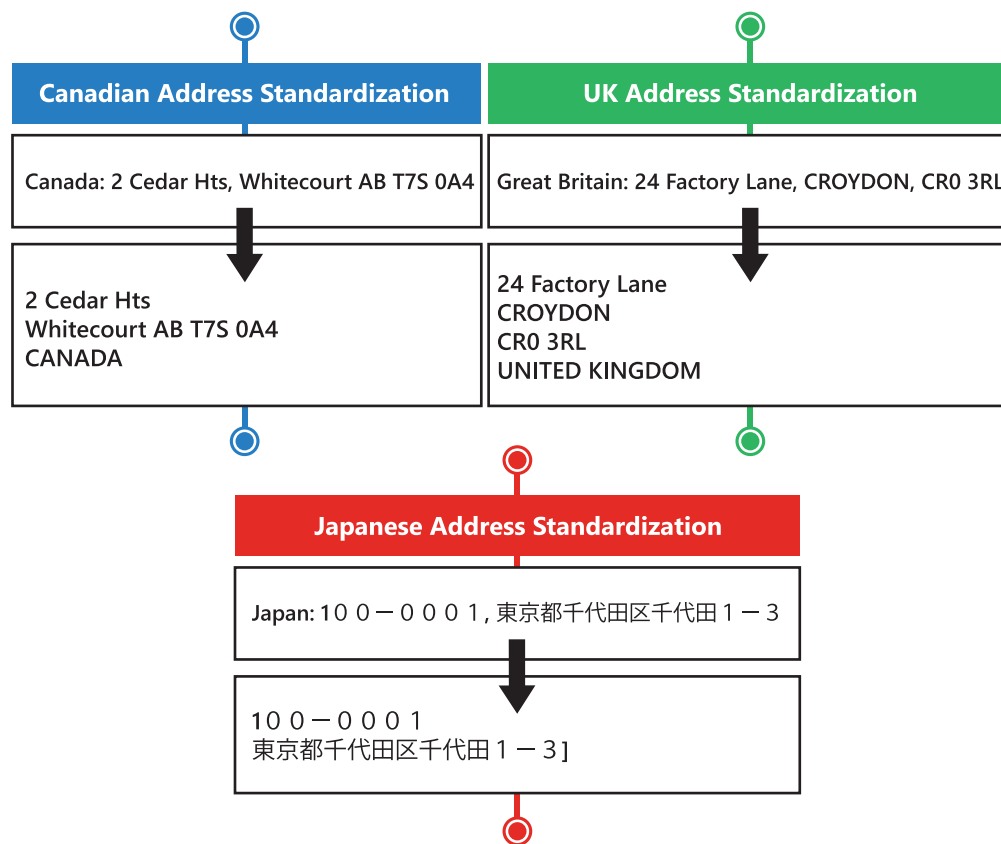 Canadian Address Standardization
Canada: 2 Cedar Hts, Whitecourt AB T7S 0A4
2 Cedar Hts
Whitecourt AB T7S 0A4
CANADA
UK Address Standardization
Great Britain: 24 Factory Lane, CROYDON, CR0 3RL
24 Factory Lane
CROYDON
CR0 3RL
UNITED KINGDOM
Japanese Address Standardization
Japan: 1００－０００１, 東京都千代田区千代田１－３
1００－０００１
東京都千代田区千代田１－３]